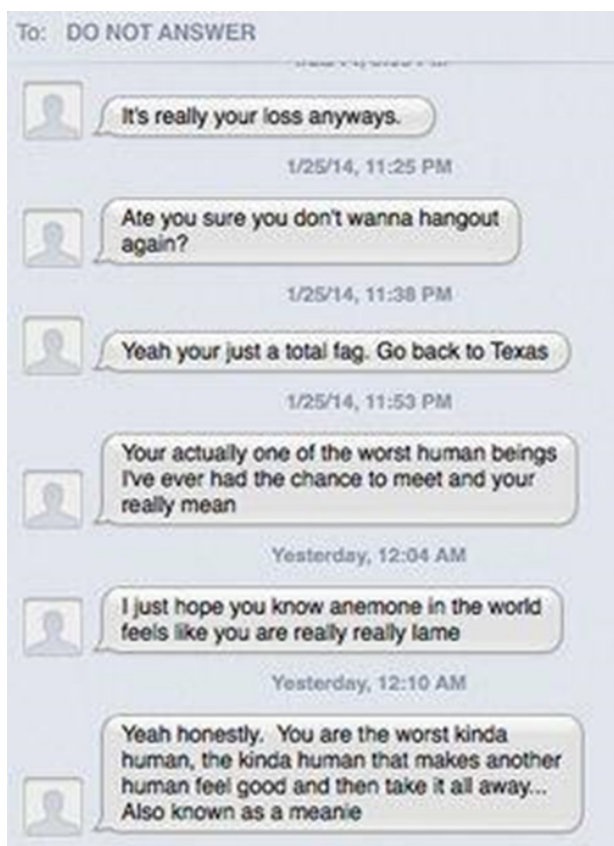 To: DO NOT ANSWER
It's really your loss anyways.
1/25/14, 11:25 PM
Ate you sure you don't wanna hangout
again?
1/25/14, 11:38 PM
Yeah your just a total fag. Go back to Texas
1/25/14, 11:53 PM
Your actually one of the worst human beings
I've ever had the chance to meet and your
really mean
Yesterday, 12:04 AM
I just hope you know anemone in the world
feels like you are really really lame
Yesterday, 12:10 AM
Yeah honestly. You are the worst kinda
human, the kinda human that makes another
human feel good and then take it all away...
Also known as a meanie